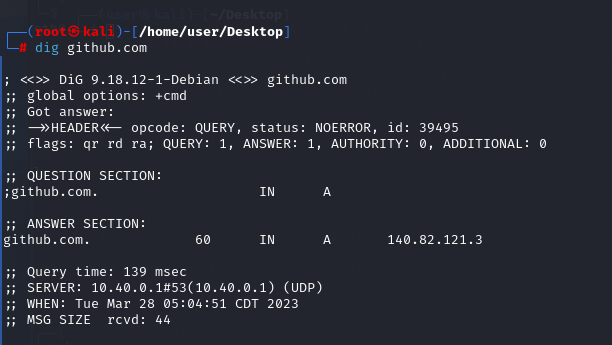 ┌──(root㉿kali)-[/home/user/Desktop]
└─# dig github.com

; <<>> DiG 9.18.12-1-Debian <<>> github.com
;; global options: +cmd
;; Got answer:
;; ->>HEADER<<- opcode: QUERY, status: NOERROR, id: 39495
;; flags: qr rd ra; QUERY: 1, ANSWER: 1, AUTHORITY: 0, ADDITIONAL: 0

;; QUESTION SECTION:
;github.com.                    IN      A

;; ANSWER SECTION:
github.com.             60      IN      A       140.82.121.3

;; Query time: 139 msec
;; SERVER: 10.40.0.1#53(10.40.0.1) (UDP)
;; WHEN: Tue Mar 28 05:04:51 CDT 2023
;; MSG SIZE  rcvd: 44